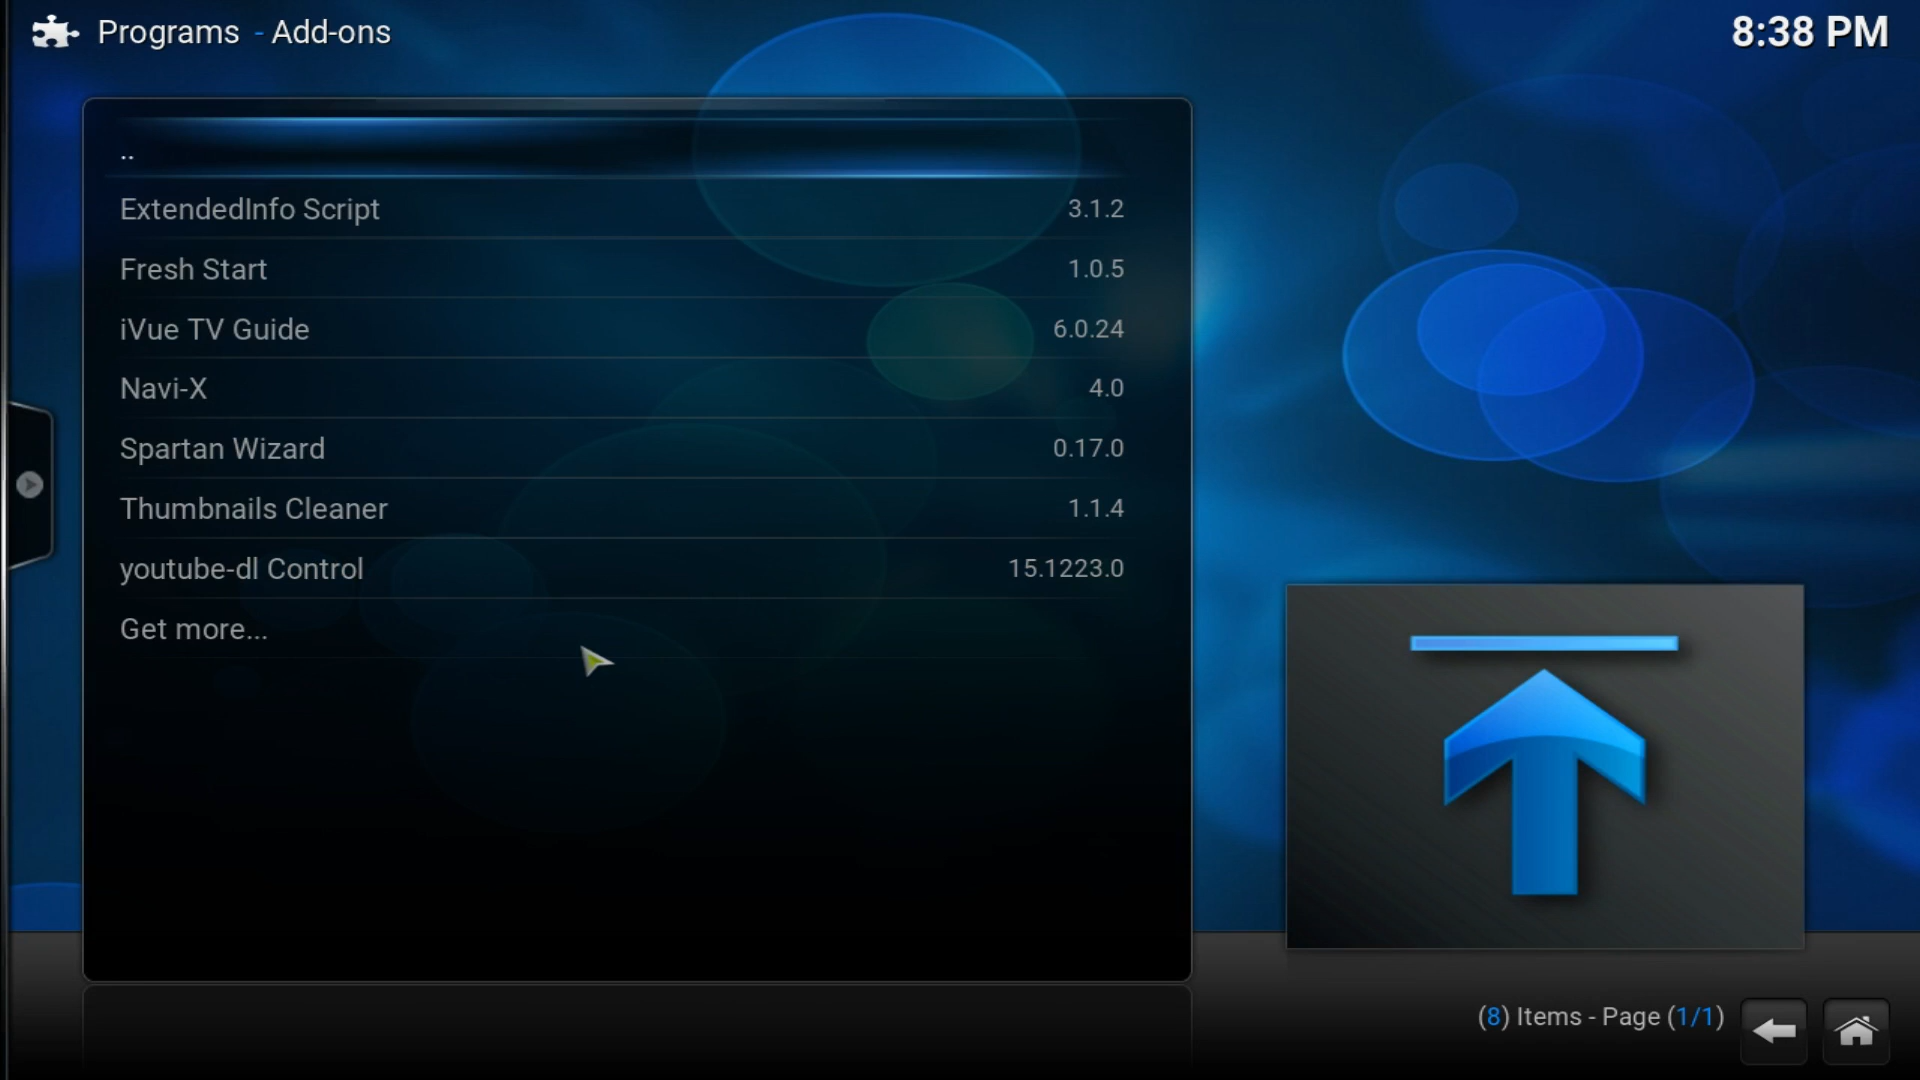 Programs - Add-ons
8:38 PM
..
ExtendedInfo Script 3.1.2
Fresh Start 1.0.5
iVue TV Guide 6.0.24
Navi-X 4.0
Spartan Wizard 0.17.0
Thumbnails Cleaner 1.1.4
youtube-dl Control 15.1223.0
Get more...
(8) Items - Page (1/1)